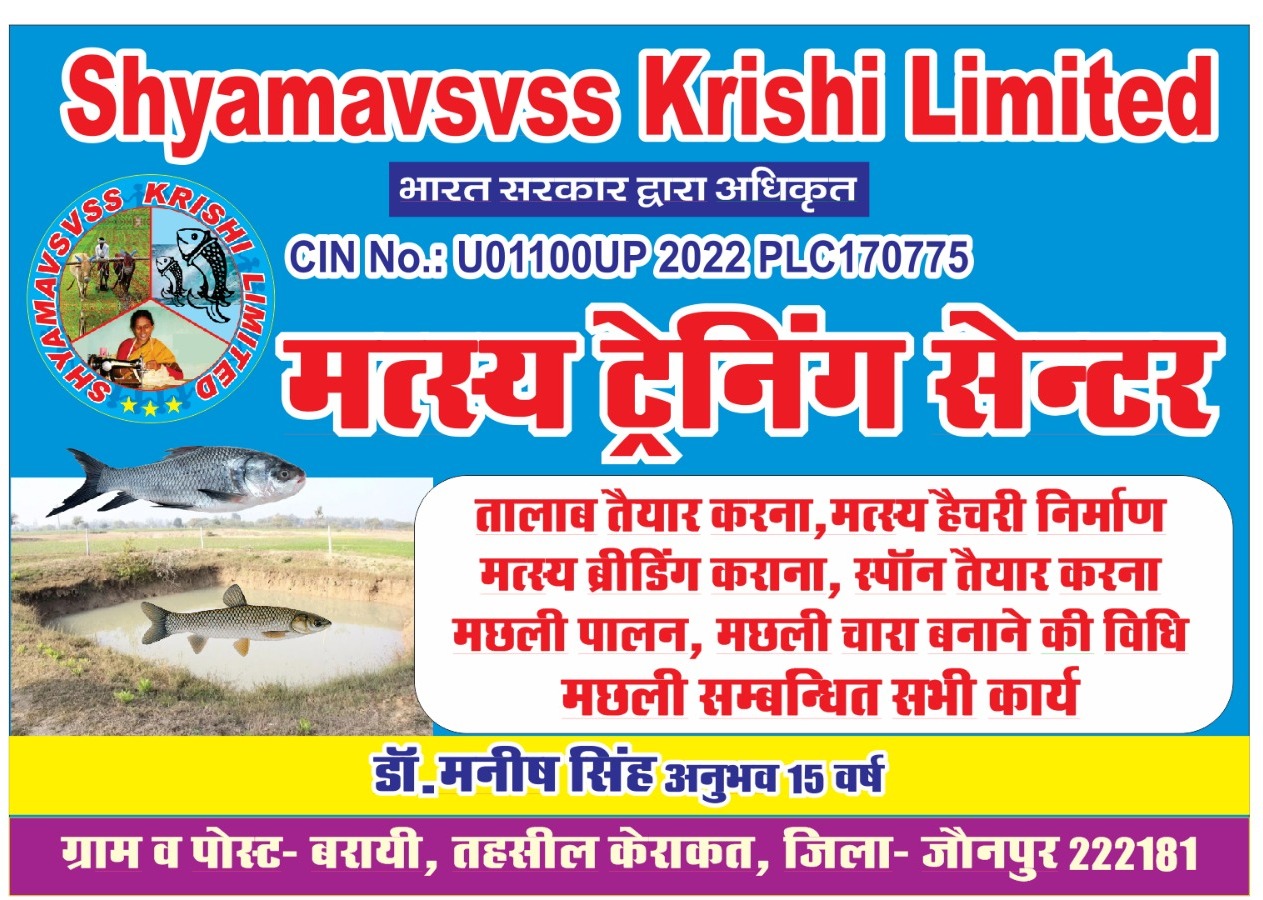 Shyamavsvss Krishi Limited
भारत सरकार द्वारा अधिकृत
CIN No.: U01100UP 2022 PLC170775
SHYAMAVSVSS KRISHI LIMITED
मत्स्य ट्रेनिंग सेन्टर
तालाब तैयार करना,मत्स्य हैचरी निर्माण
मत्स्य ब्रीडिंग कराना, स्पॉन तैयार करना
मछली पालन, मछली चारा बनाने की विधि
मछली सम्बन्धित सभी कार्य
डॉ.मनीष सिंह अनुभव 15 वर्ष
ग्राम व पोस्ट- बरायी, तहसील केराकत, जिला- जौनपुर 222181